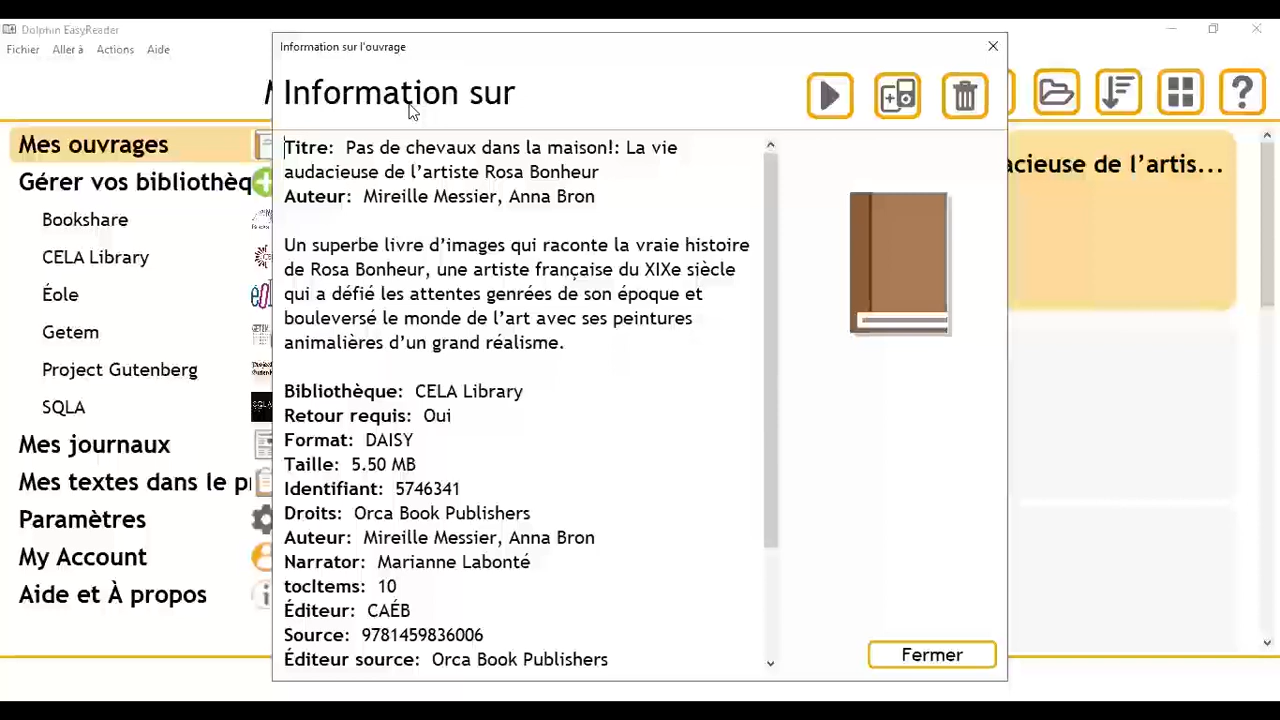 Dolphin EasyReader
Fichier Aller à Actions Aide
Information sur l'ouvrage
Information sur
Mes ouvrages
Gérer vos bibliothèq
Bookshare
CELA Library
Éole
Getem
Project Gutenberg
SQLA
Mes journaux
Mes textes dans le pr
Paramètres
My Account
Aide et À propos
Titre: Pas de chevaux dans la maison!: La vie
audacieuse de l'artiste Rosa Bonheur
Auteur: Mireille Messier, Anna Bron
Un superbe livre d'images qui raconte la vraie histoire
de Rosa Bonheur, une artiste française du XIXe siècle
qui a défié les attentes genrées de son époque et
bouleversé le monde de l'art avec ses peintures
animalières d'un grand réalisme.
Bibliothèque: CELA Library
Retour requis: Oui
Format: DAISY
Taille: 5.50 MB
Identifiant: 5746341
Droits: Orca Book Publishers
Auteur: Mireille Messier, Anna Bron
Narrator: Marianne Labonté
tocItems: 10
Éditeur: CAÉB
Source: 9781459836006
Éditeur source: Orca Book Publishers
Fermer
acieuse de l'artis...